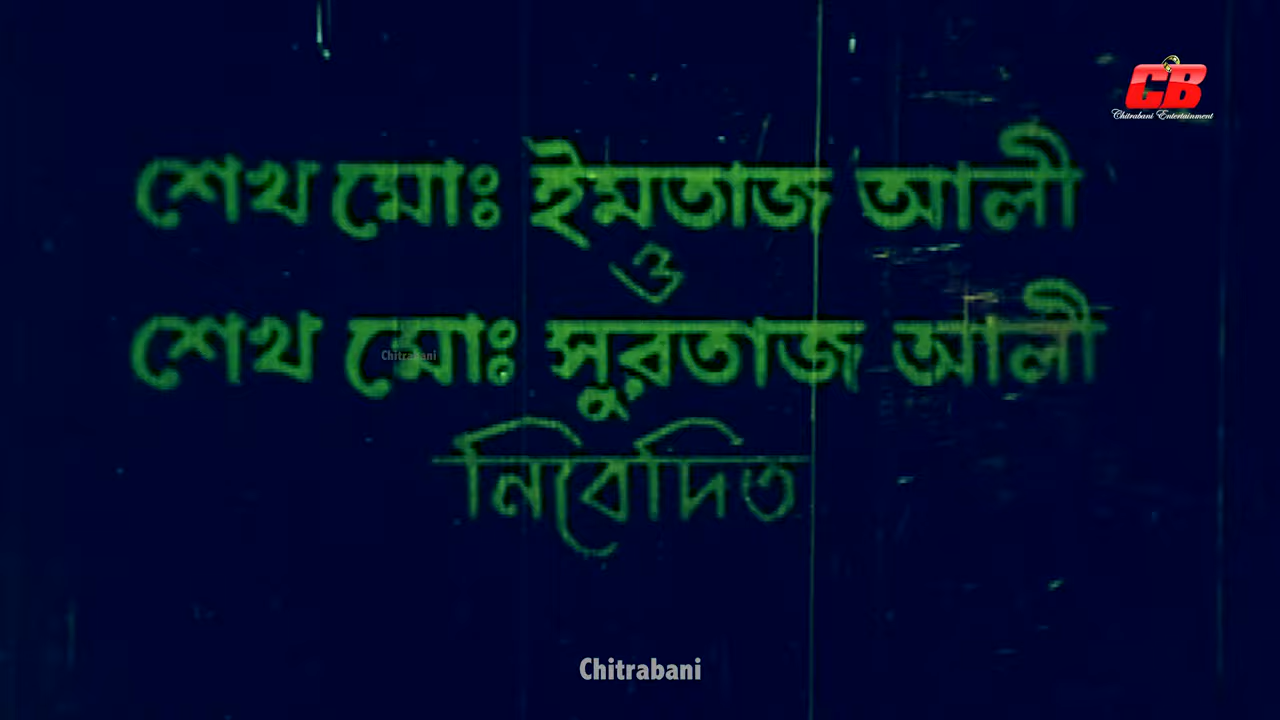 CB
Chitrabani Entertainment
শেখ মোঃ ইমতাজ আলী
ও
শেখ মোঃ সুরতাজ আলী
Chitrabani
নিবেদিত
Chitrabani